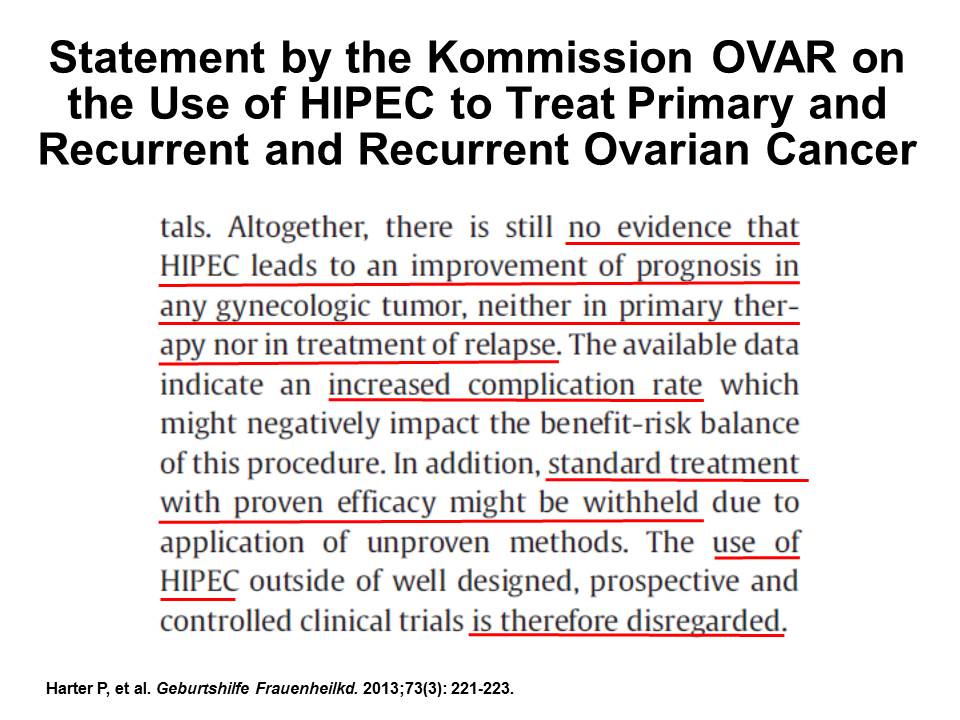 Statement by the Kommission OVAR on
the Use of HIPEC to Treat Primary and
Recurrent and Recurrent Ovarian Cancer
tals. Altogether, there is still no evidence that
HIPEC leads to an improvement of prognosis in
any gynecologic tumor, neither in primary ther-
apy nor in treatment of relapse. The available data
indicate an increased complication rate which
might negatively impact the benefit-risk balance
of this procedure. In addition, standard treatment
with proven efficacy might be withheld due to
application of unproven methods. The use of
HIPEC outside of well designed, prospective and
controlled clinical trials is therefore disregarded.
Harter P, et al. Geburtshilfe Frauenheilkd. 2013;73(3): 221-223.